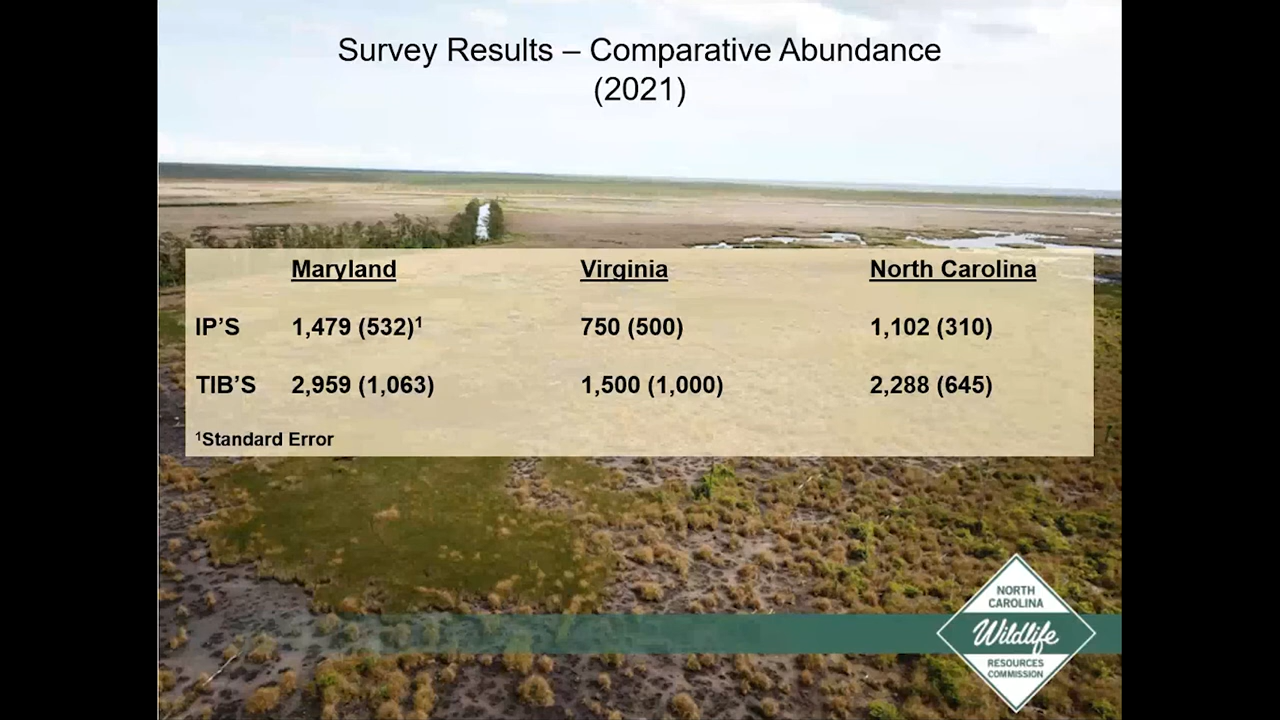 Survey Results – Comparative Abundance
(2021)
Maryland Virginia North Carolina
IP’S 1,479 (532)¹ 750 (500) 1,102 (310)
TIB’S 2,959 (1,063) 1,500 (1,000) 2,288 (645)
¹Standard Error
NORTH
CAROLINA
Wildlife
RESOURCES
COMMISSION